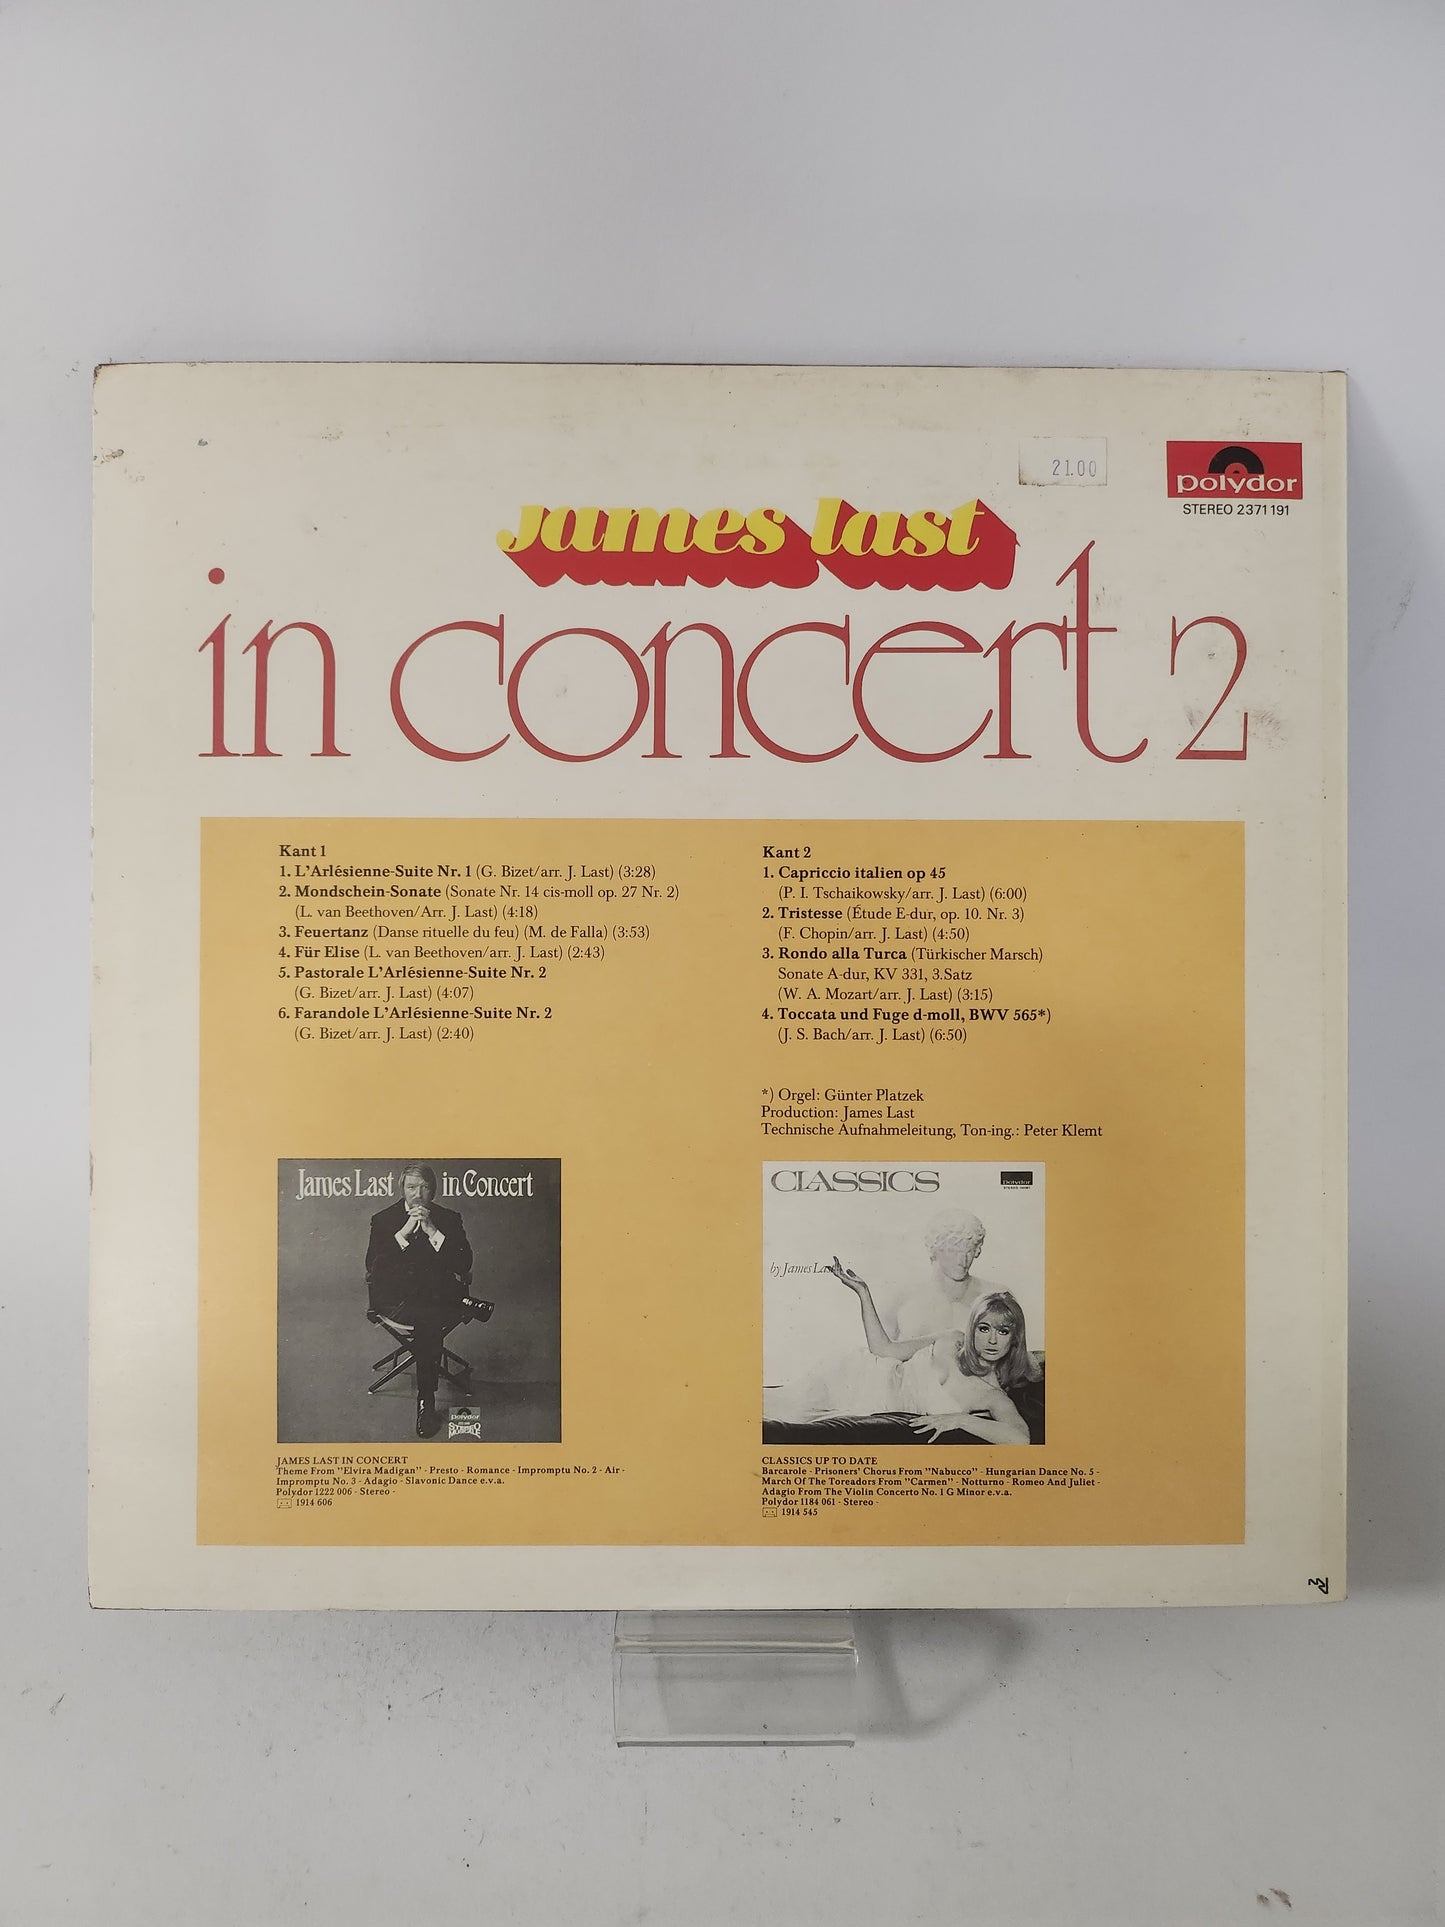 21.00
polydor
STEREO 2371 191
james last
in concert 2
Kant 1
1. L'Arlésienne-Suite Nr. 1 (G. Bizet/arr. J. Last) (3:28)
2. Mondschein-Sonate (Sonate Nr. 14 cis-moll op. 27 Nr. 2)
(L. van Beethoven/Arr. J. Last) (4:18)
3. Feuertanz (Danse rituelle du feu) (M. de Falla) (3:53)
4. Für Elise (L. van Beethoven/arr. J. Last) (2:43)
5. Pastorale L'Arlésienne-Suite Nr. 2
(G. Bizet/arr. J. Last) (4:07)
6. Farandole L'Arlésienne-Suite Nr. 2
(G. Bizet/arr. J. Last) (2:40)
Kant 2
1. Capriccio italien op 45
(P. I. Tschaikowsky/arr. J. Last) (6:00)
2. Tristesse (Étude E-dur, op. 10. Nr. 3)
(F. Chopin/arr. J. Last) (4:50)
3. Rondo alla Turca (Türkischer Marsch)
Sonate A-dur, KV 331, 3.Satz
(W. A. Mozart/arr. J. Last) (3:15)
4. Toccata und Fuge d-moll, BWV 565*)
(J. S. Bach/arr. J. Last) (6:50)
*) Orgel: Günter Platzek
Production: James Last
Technische Aufnahmeleitung, Ton-ing.: Peter Klemt
James Last in Concert
polydor
JAMES LAST IN CONCERT
Theme From "Elvira Madigan" - Presto - Romance - Impromptu No. 2 - Air -
Impromptu No. 3 - Adagio - Slavonic Dance e.v.a.
Polydor 1222 006 - Stereo -
1914 606
CLASSICS
polydor
by James Last
CLASSICS UP TO DATE
Barcarole - Prisoners' Chorus From "Nabucco" - Hungarian Dance No. 5 -
March Of The Toreadors From "Carmen" - Notturno - Romeo And Juliet -
Adagio From The Violin Concerto No. 1 G Minor e.v.a.
Polydor 1184 061 - Stereo -
1914 545